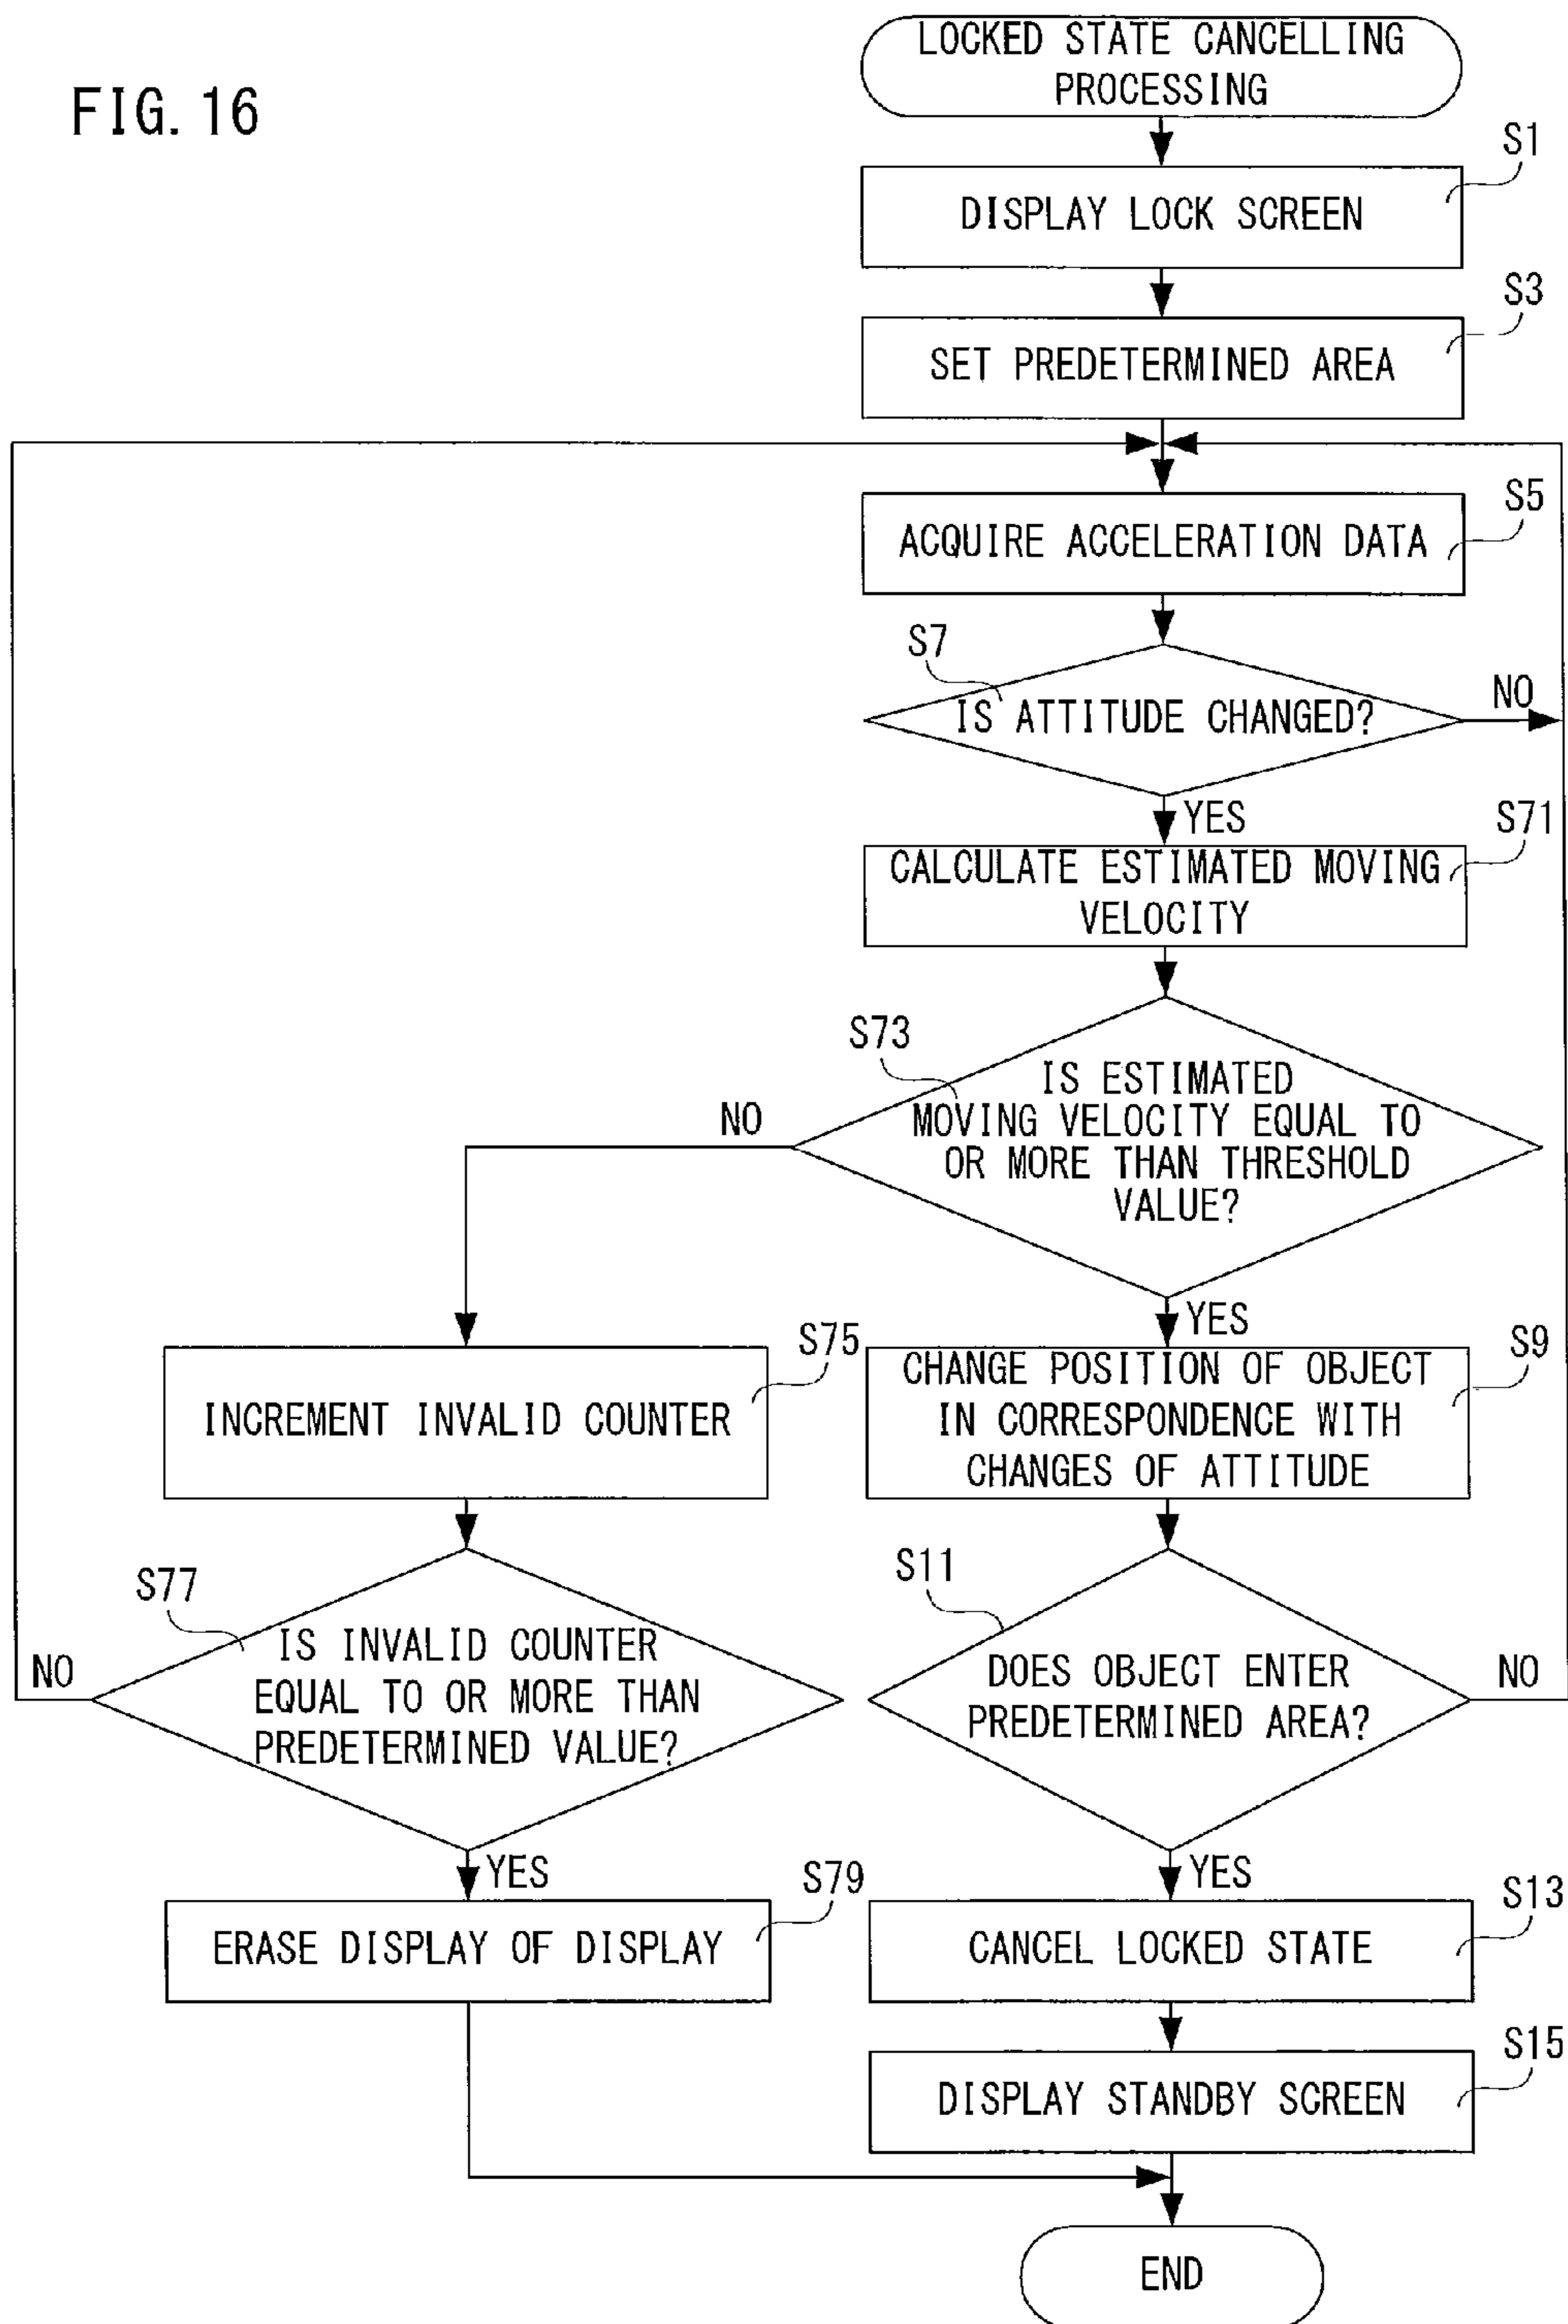 FIG. 16
LOCKED STATE CANCELLING
PROCESSING
S1
DISPLAY LOCK SCREEN
S3
SET PREDETERMINED AREA
S5
ACQUIRE ACCELERATION DATA
S7
IS ATTITUDE CHANGED?
NO
YES
S71
CALCULATE ESTIMATED MOVING
VELOCITY
S73
IS ESTIMATED
MOVING VELOCITY EQUAL TO
OR MORE THAN THRESHOLD
VALUE?
NO
YES
S75
INCREMENT INVALID COUNTER
S9
CHANGE POSITION OF OBJECT
IN CORRESPONDENCE WITH
CHANGES OF ATTITUDE
S77
IS INVALID COUNTER
EQUAL TO OR MORE THAN
PREDETERMINED VALUE?
NO
YES
S11
DOES OBJECT ENTER
PREDETERMINED AREA?
NO
YES
S79
ERASE DISPLAY OF DISPLAY
S13
CANCEL LOCKED STATE
S15
DISPLAY STANDBY SCREEN
END